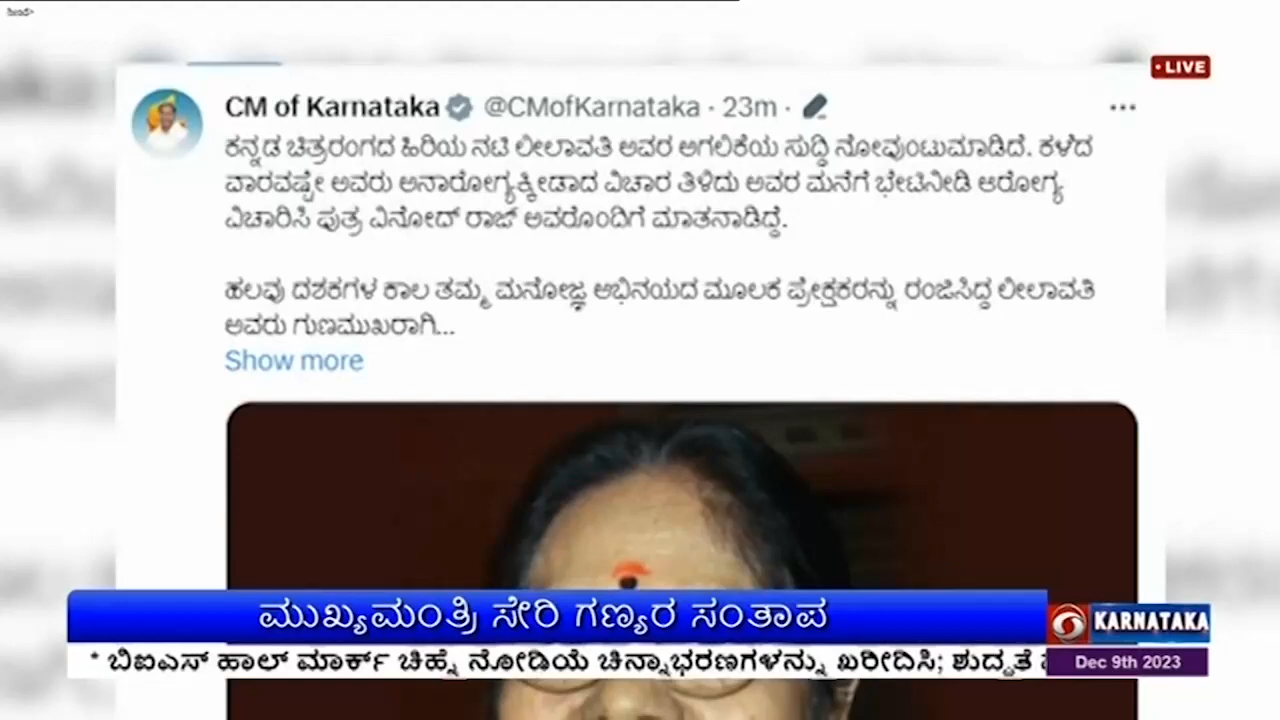 LIVE
CM of Karnataka @CMofKarnataka · 23m ·
ಕನ್ನಡ ಚಿತ್ರರಂಗದ ಹಿರಿಯ ನಟಿ ಲೀಲಾವತಿ ಅವರ ಅಗಲಿಕೆಯ ಸುದ್ದಿ ನೋವುಂಟುಮಾಡಿದೆ. ಕಳೆದ
ವಾರವಷ್ಟೇ ಅವರು ಅನಾರೋಗ್ಯಕ್ಕೀಡಾದ ವಿಚಾರ ತಿಳಿದು ಅವರ ಮನೆಗೆ ಭೇಟಿನೀಡಿ ಆರೋಗ್ಯ
ವಿಚಾರಿಸಿ ಪುತ್ರ ವಿನೋದ್ ರಾಜ್ ಅವರೊಂದಿಗೆ ಮಾತನಾಡಿದ್ದೆ.
ಹಲವು ದಶಕಗಳ ಕಾಲ ತಮ್ಮ ಮನೋಜ್ಞ ಅಭಿನಯದ ಮೂಲಕ ಪ್ರೇಕ್ಷಕರನ್ನು ರಂಜಿಸಿದ್ದ ಲೀಲಾವತಿ
ಅವರು ಗುಣಮುಖರಾಗಿ...
Show more
ಮುಖ್ಯಮಂತ್ರಿ ಸೇರಿ ಗಣ್ಯರ ಸಂತಾಪ
KARNATAKA
* ಬಿಐಎಸ್ ಹಾಲ್ ಮಾರ್ಕ್ ಚಿಹ್ನೆ ನೋಡಿಯೆ ಚಿನ್ನಾಭರಣಗಳನ್ನು ಖರೀದಿಸಿ; ಶುದ್ಧತೆ
Dec 9th 2023